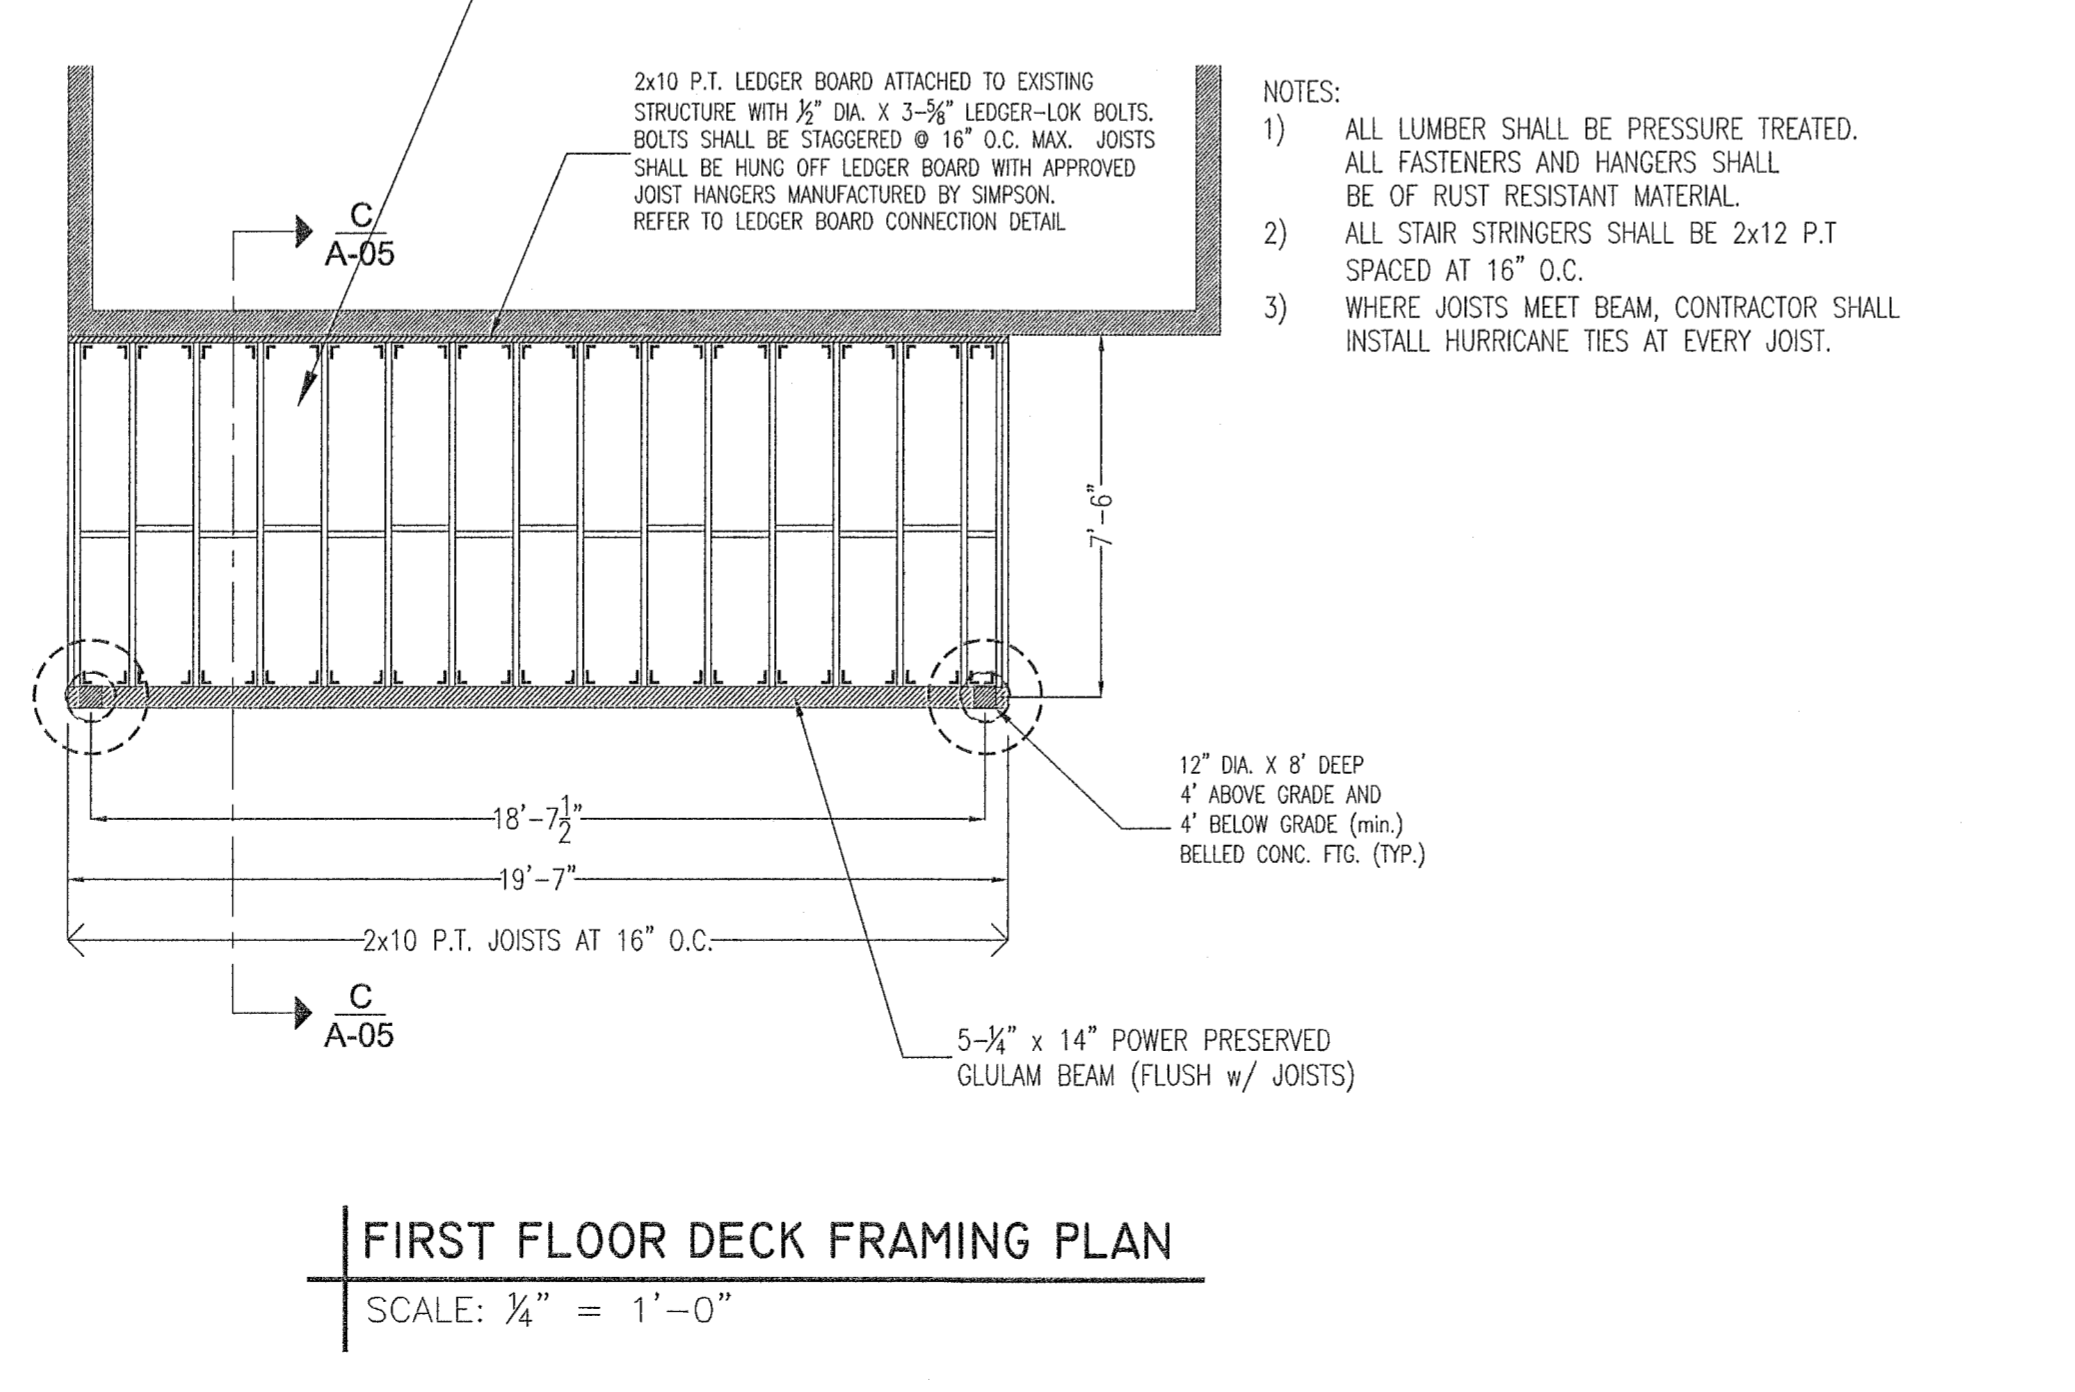 2x10 P.T. LEDGER BOARD ATTACHED TO EXISTING
STRUCTURE WITH ½" DIA. X 3-⅝" LEDGER-LOK BOLTS.
BOLTS SHALL BE STAGGERED @ 16" O.C. MAX. JOISTS
SHALL BE HUNG OFF LEDGER BOARD WITH APPROVED
JOIST HANGERS MANUFACTURED BY SIMPSON.
REFER TO LEDGER BOARD CONNECTION DETAIL
NOTES:
1) ALL LUMBER SHALL BE PRESSURE TREATED.
ALL FASTENERS AND HANGERS SHALL
BE OF RUST RESISTANT MATERIAL.
2) ALL STAIR STRINGERS SHALL BE 2x12 P.T
SPACED AT 16" O.C.
3) WHERE JOISTS MEET BEAM, CONTRACTOR SHALL
INSTALL HURRICANE TIES AT EVERY JOIST.
C
A-05
7'-6"
12" DIA. X 8' DEEP
4' ABOVE GRADE AND
4' BELOW GRADE (min.)
BELLED CONC. FTG. (TYP.)
18'-7½"
19'-7"
2x10 P.T. JOISTS AT 16" O.C.
C
A-05
5-¼" x 14" POWER PRESERVED
GLULAM BEAM (FLUSH w/ JOISTS)
FIRST FLOOR DECK FRAMING PLAN
SCALE: ¼" = 1'-0"